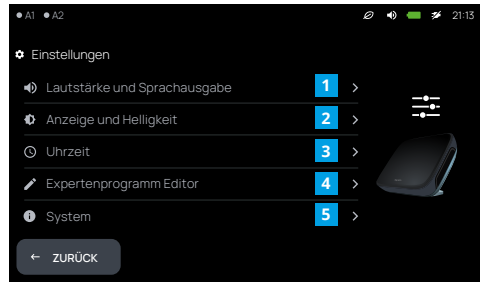 A1 A2 21:13
Einstellungen
Lautstärke und Sprachausgabe 1
Anzeige und Helligkeit 2
Uhrzeit 3
Expertenprogramm Editor 4
System 5
← ZURÜCK